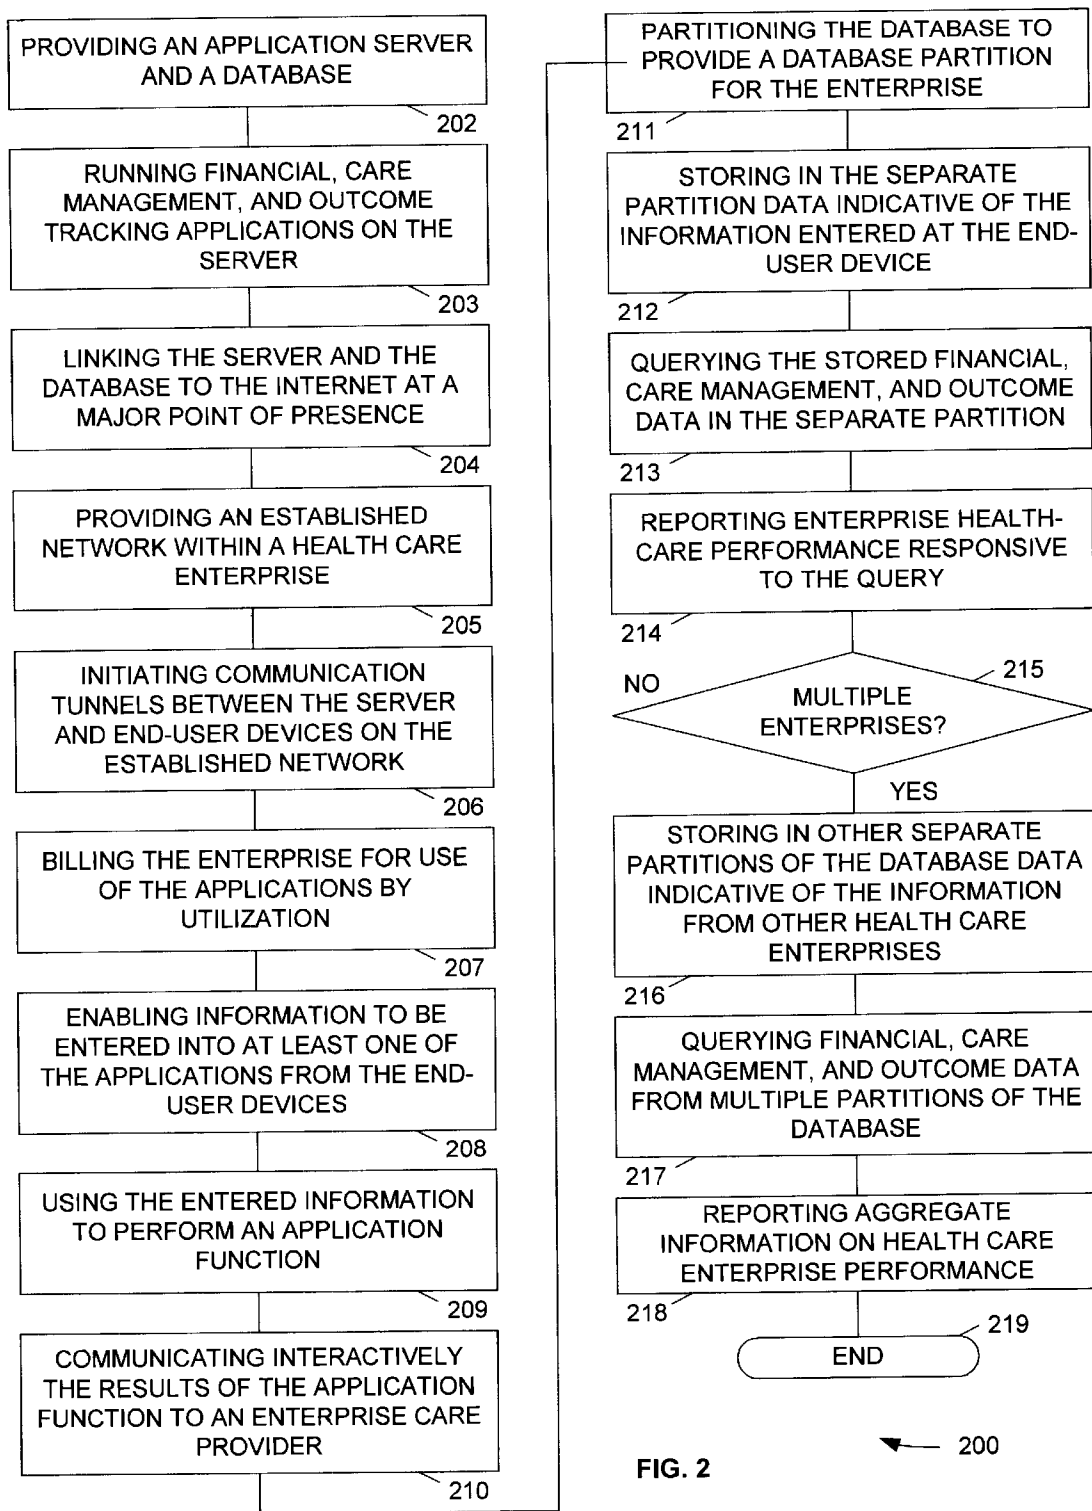 PROVIDING AN APPLICATION SERVER
AND A DATABASE
202
RUNNING FINANCIAL, CARE
MANAGEMENT, AND OUTCOME
TRACKING APPLICATIONS ON THE
SERVER
203
LINKING THE SERVER AND THE
DATABASE TO THE INTERNET AT A
MAJOR POINT OF PRESENCE
204
PROVIDING AN ESTABLISHED
NETWORK WITHIN A HEALTH CARE
ENTERPRISE
205
INITIATING COMMUNICATION
TUNNELS BETWEEN THE SERVER
AND END-USER DEVICES ON THE
ESTABLISHED NETWORK
206
BILLING THE ENTERPRISE FOR USE
OF THE APPLICATIONS BY
UTILIZATION
207
ENABLING INFORMATION TO BE
ENTERED INTO AT LEAST ONE OF
THE APPLICATIONS FROM THE END-
USER DEVICES
208
USING THE ENTERED INFORMATION
TO PERFORM AN APPLICATION
FUNCTION
209
COMMUNICATING INTERACTIVELY
THE RESULTS OF THE APPLICATION
FUNCTION TO AN ENTERPRISE CARE
PROVIDER
210
PARTITIONING THE DATABASE TO
PROVIDE A DATABASE PARTITION
FOR THE ENTERPRISE
211
STORING IN THE SEPARATE
PARTITION DATA INDICATIVE OF THE
INFORMATION ENTERED AT THE END-
USER DEVICE
212
QUERYING THE STORED FINANCIAL,
CARE MANAGEMENT, AND OUTCOME
DATA IN THE SEPARATE PARTITION
213
REPORTING ENTERPRISE HEALTH-
CARE PERFORMANCE RESPONSIVE
TO THE QUERY
214
215
NO
MULTIPLE
ENTERPRISES?
YES
STORING IN OTHER SEPARATE
PARTITIONS OF THE DATABASE DATA
INDICATIVE OF THE INFORMATION
FROM OTHER HEALTH CARE
ENTERPRISES
216
QUERYING FINANCIAL, CARE
MANAGEMENT, AND OUTCOME DATA
FROM MULTIPLE PARTITIONS OF THE
DATABASE
217
REPORTING AGGREGATE
INFORMATION ON HEALTH CARE
ENTERPRISE PERFORMANCE
218
219
END
200
FIG. 2